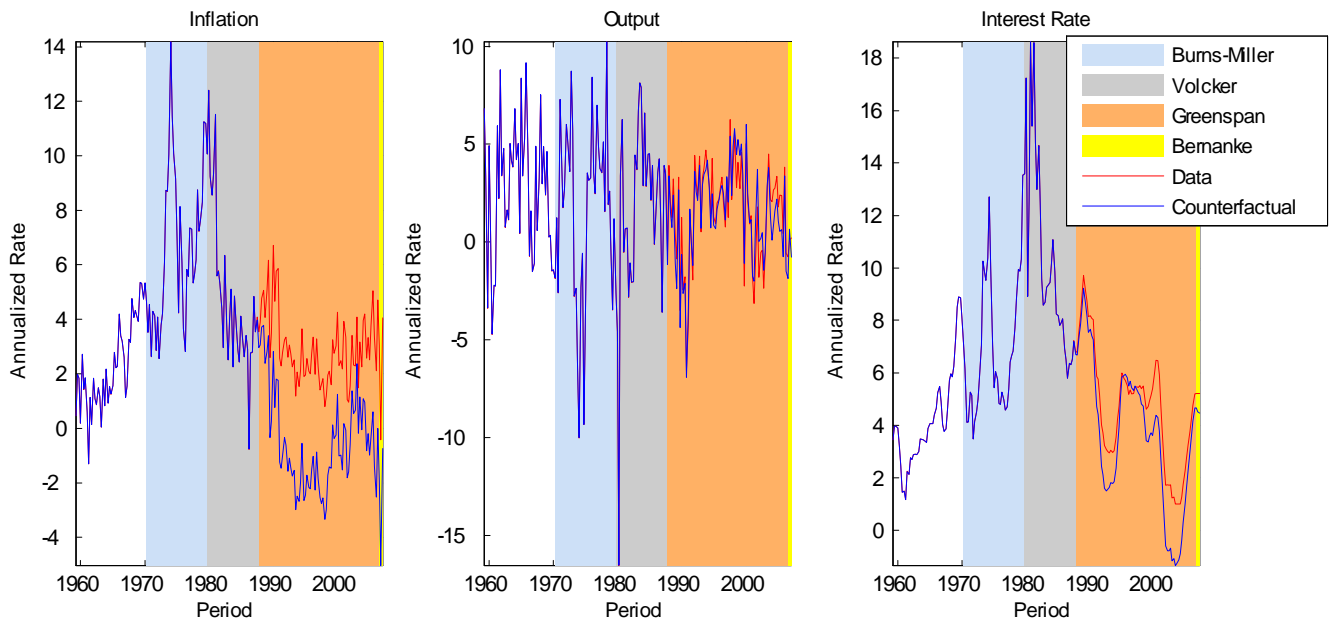 Inflation
Output
Interest Rate
Burns-Miller
Volcker
Greenspan
Bernanke
Data
Counterfactual
Annualized Rate
14
12
10
8
6
4
2
0
-2
-4
1960 1970 1980 1990 2000
Period
Annualized Rate
10
5
0
-5
-10
-15
1960 1970 1980 1990 2000
Period
Annualized Rate
18
16
14
12
10
8
6
4
2
0
1960 1970 1980 1990 2000
Period